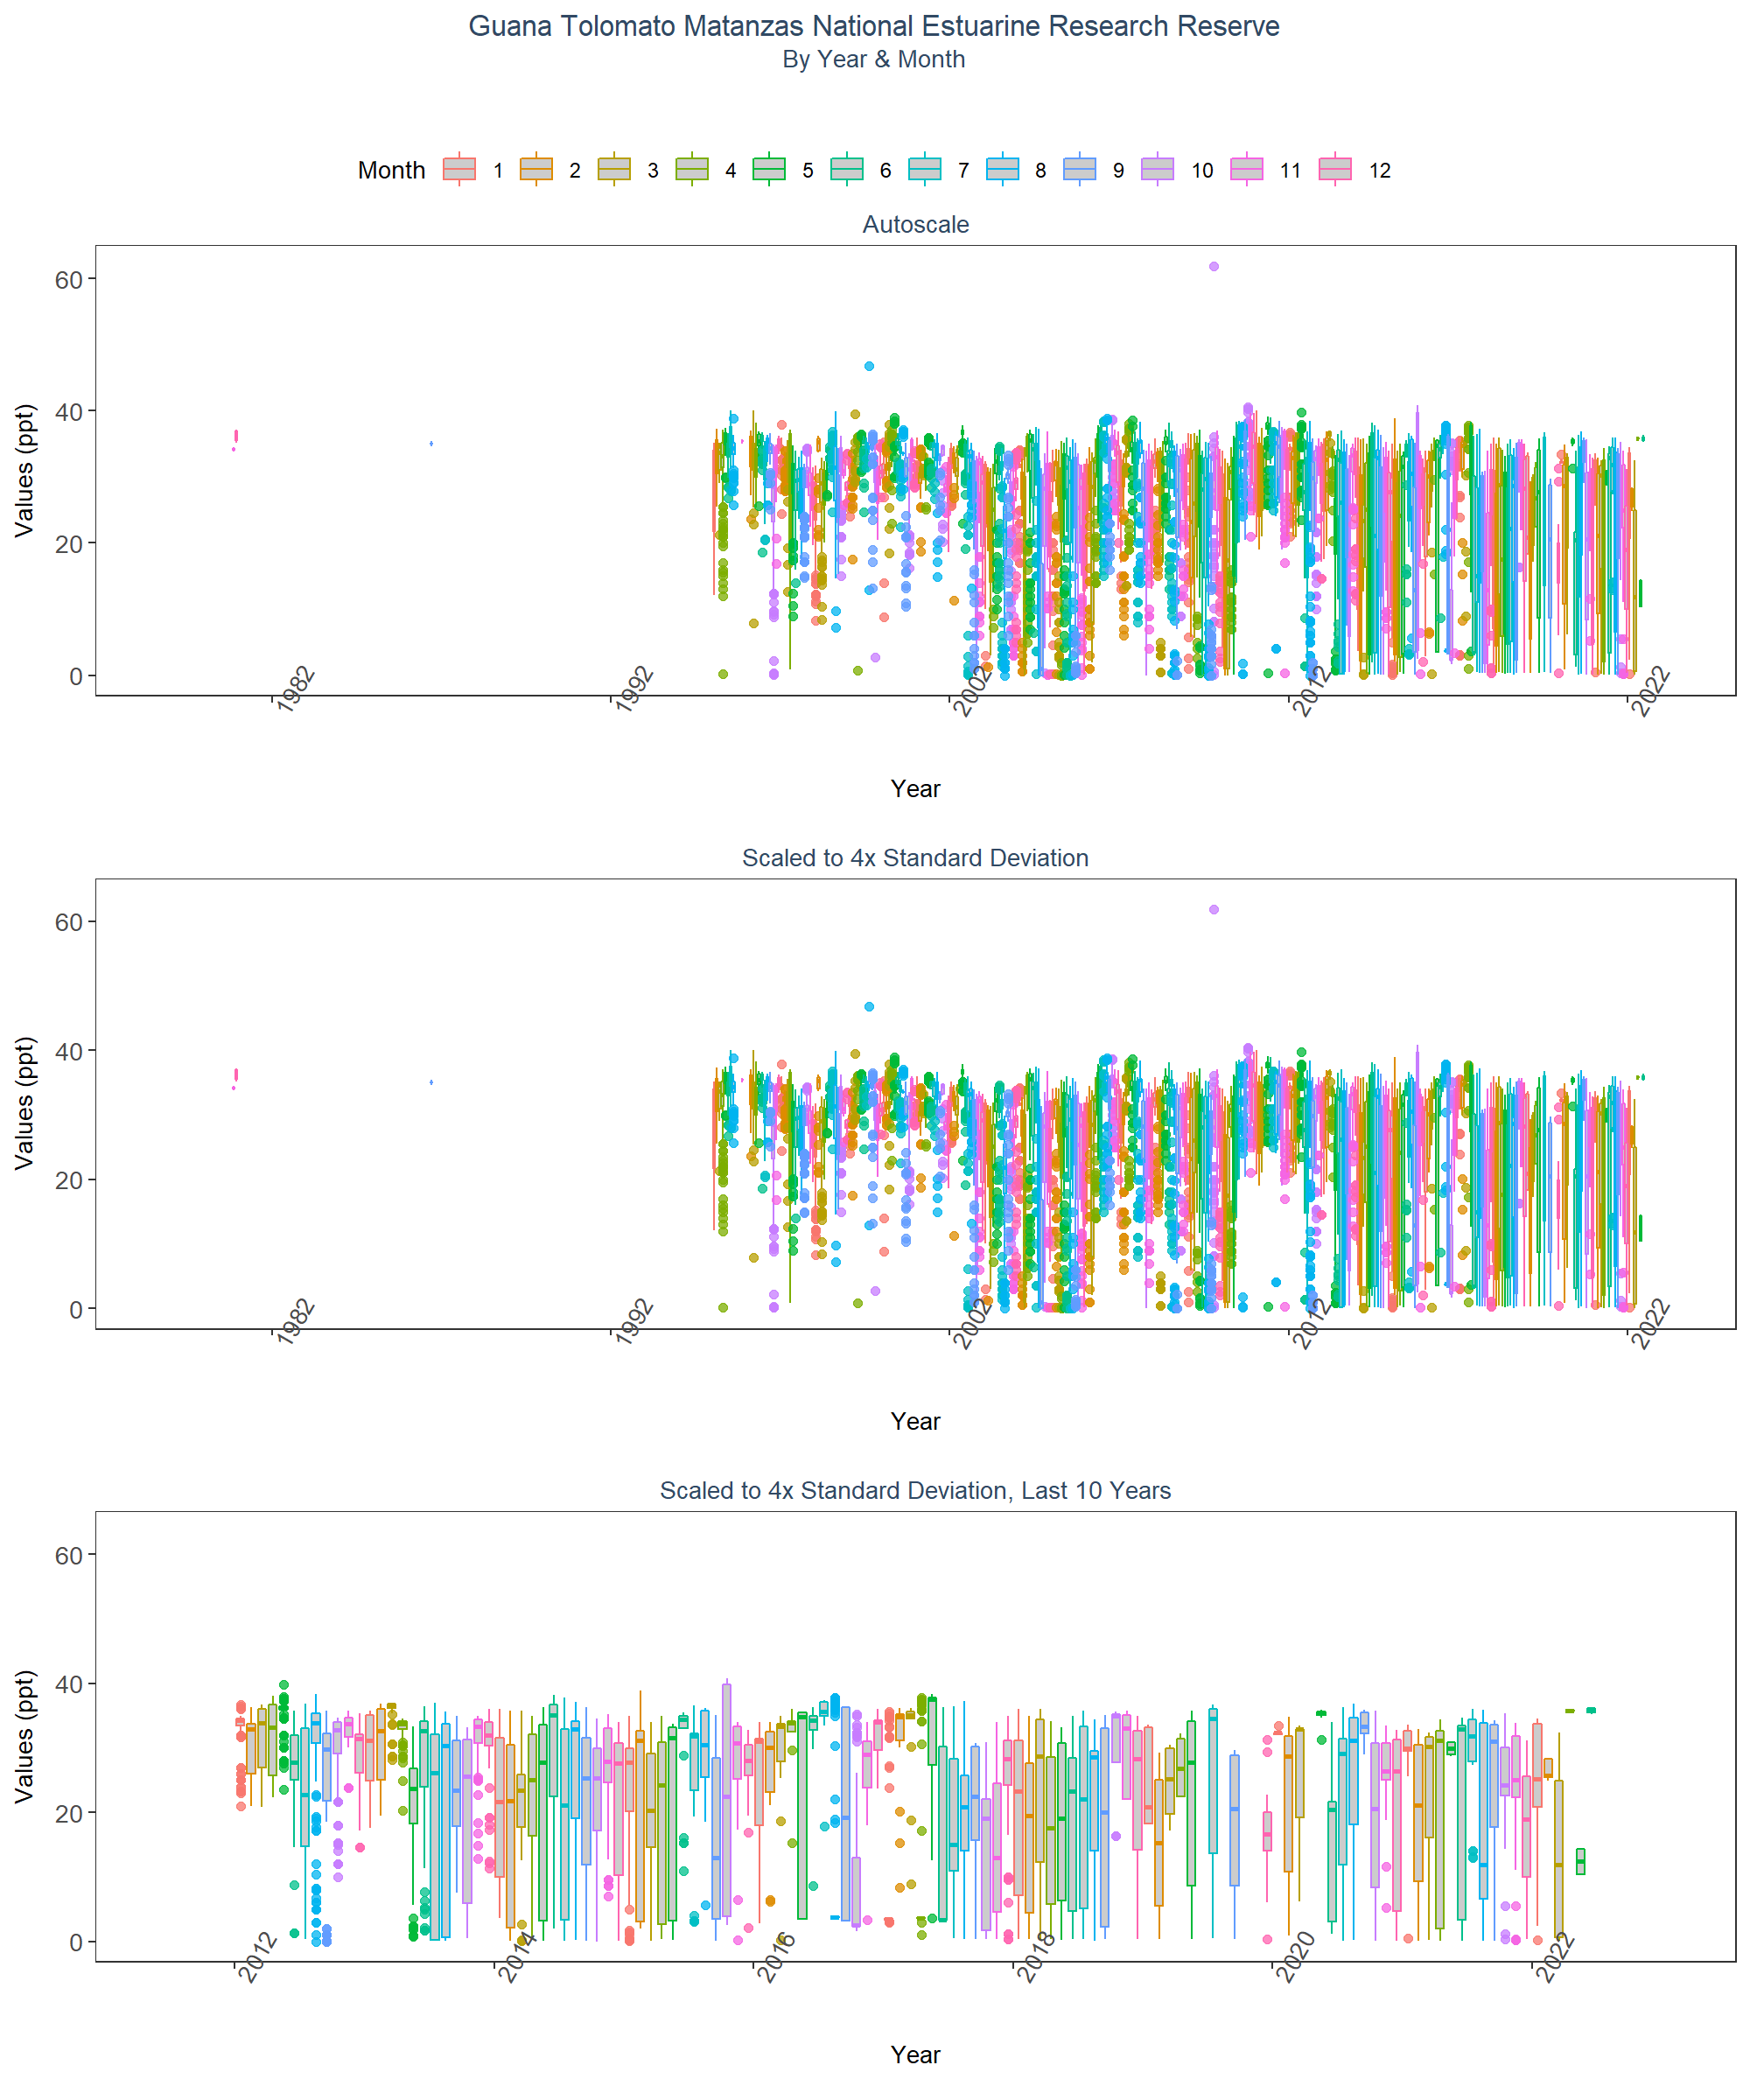 Guana Tolomato Matanzas National Estuarine Research Reserve
By Year & Month
Month 1 2 3 4 5 6 7 8 9 10 11 12
Autoscale
Values (ppt)
60
40
20
0
1982 1992 2002 2012 2022
Year
Scaled to 4x Standard Deviation
Values (ppt)
60
40
20
0
1982 1992 2002 2012 2022
Year
Scaled to 4x Standard Deviation, Last 10 Years
Values (ppt)
60
40
20
0
2012 2014 2016 2018 2020 2022
Year